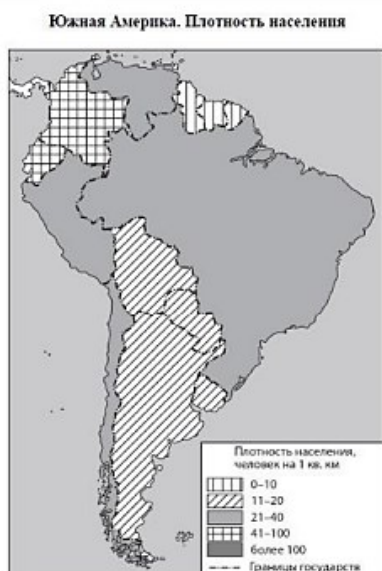 Южная Америка. Плотность населения
Плотность населения,
человек на 1 кв. км
0–10
11–20
21–40
41–100
более 100
Границы государств